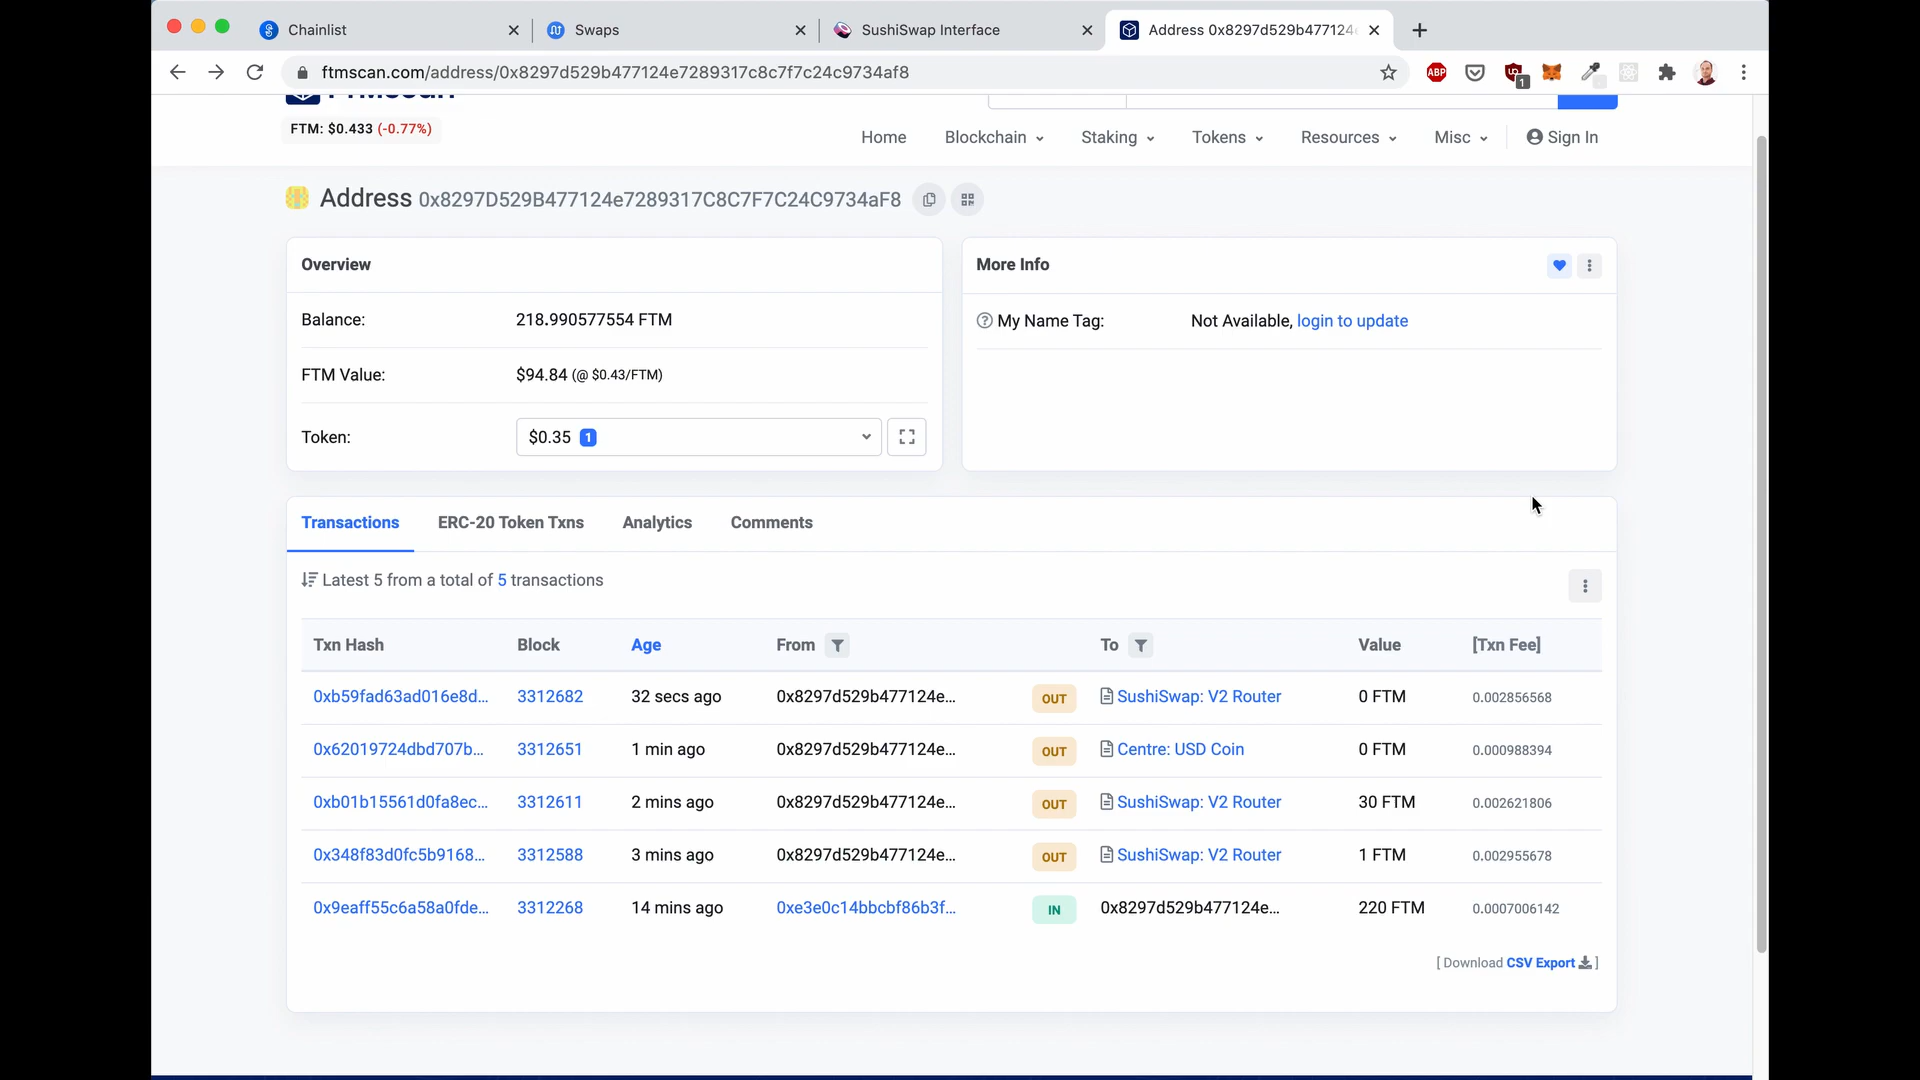 Chainlist
Swaps
SushiSwap Interface
Address 0x8297d529b477124
ftmscan.com/address/0x8297d529b477124e7289317c8c7f7c24c9734af8
ABP
1
FTM: $0.433 (-0.77%)
Home
Blockchain
Staking
Tokens
Resources
Misc
Sign In
Address 0x8297D529B477124e7289317C8C7F7C24C9734aF8
Overview
Balance:
218.990577554 FTM
FTM Value:
$94.84 (@ $0.43/FTM)
Token:
$0.35 1
More Info
My Name Tag:
Not Available, login to update
Transactions
ERC-20 Token Txns
Analytics
Comments
Latest 5 from a total of 5 transactions
Txn Hash Block Age From To Value [Txn Fee]
0xb59fad63ad016e8d... 3312682 32 secs ago 0x8297d529b477124e... OUT SushiSwap: V2 Router 0 FTM 0.002856568
0x62019724dbd707b... 3312651 1 min ago 0x8297d529b477124e... OUT Centre: USD Coin 0 FTM 0.000988394
0xb01b15561d0fa8ec... 3312611 2 mins ago 0x8297d529b477124e... OUT SushiSwap: V2 Router 30 FTM 0.002621806
0x348f83d0fc5b9168... 3312588 3 mins ago 0x8297d529b477124e... OUT SushiSwap: V2 Router 1 FTM 0.002955678
0x9eaff55c6a58a0fde... 3312268 14 mins ago 0xe3e0c14bbcbf86b3f... IN 0x8297d529b477124e... 220 FTM 0.0007006142
[ Download CSV Export ]